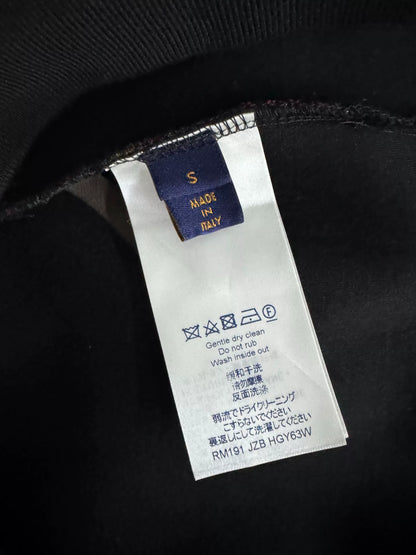 S
MADE
IN
ITALY
Gentle dry clean
Do not rub
Wash inside out
缓和干洗
请勿摩擦
反面洗涤
弱流でドライクリーニング
こすらないでください
裏返しにして洗濯してください
RM191 JZB HGY63W